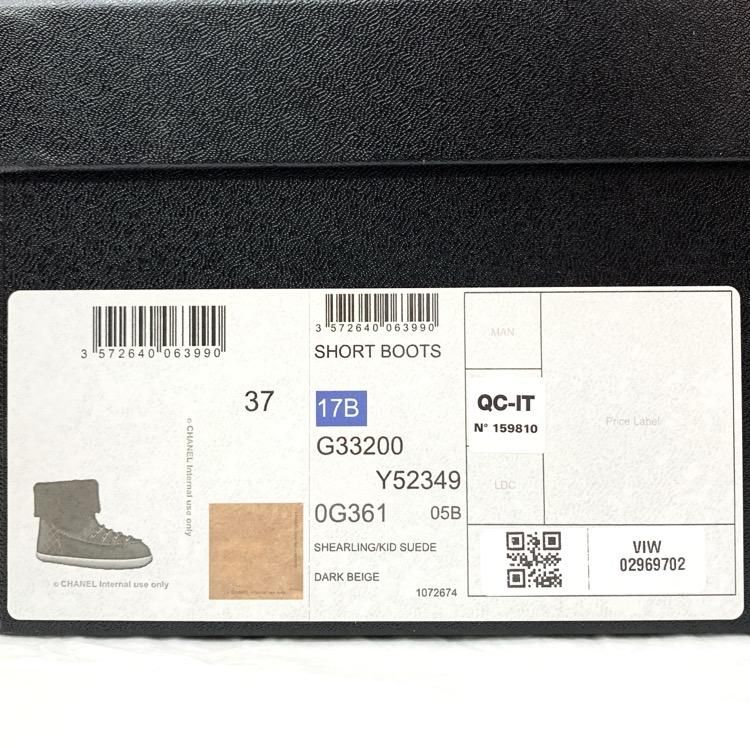 3 572640 063990
37
© CHANEL Internal use only
© CHANEL Internal use only
3 572640 063990
SHORT BOOTS
17B
G33200
Y52349
0G361 05B
SHEARLING/KID SUEDE
DARK BEIGE
1072674
MAN
QC-IT
N° 159810
LDC
Price Label
VIW
02969702